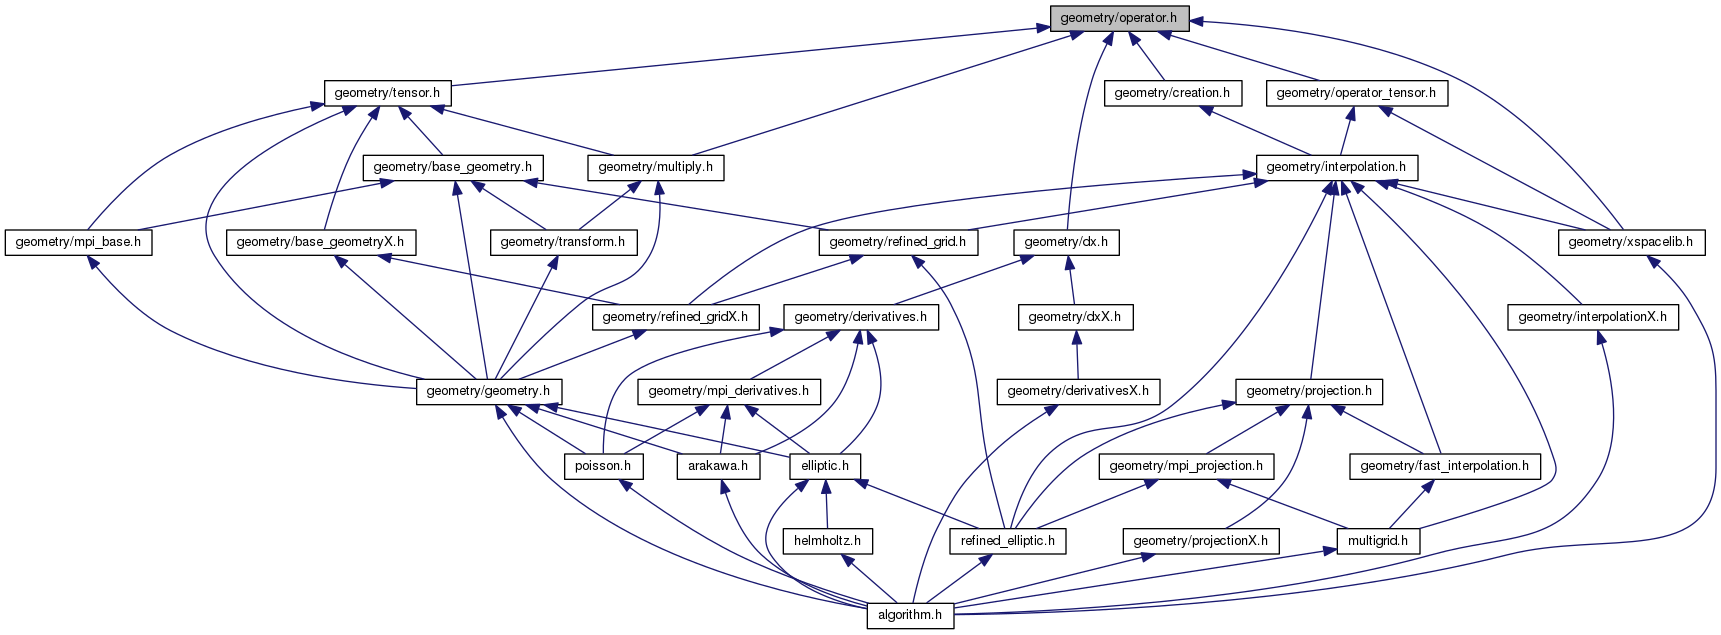 geometry/operator.h
geometry/tensor.h
geometry/creation.h
geometry/operator_tensor.h
geometry/base_geometry.h
geometry/multiply.h
geometry/interpolation.h
geometry/mpi_base.h
geometry/base_geometryX.h
geometry/transform.h
geometry/refined_grid.h
geometry/dx.h
geometry/xspacelib.h
geometry/refined_gridX.h
geometry/derivatives.h
geometry/dxX.h
geometry/interpolationX.h
geometry/geometry.h
geometry/mpi_derivatives.h
geometry/derivativesX.h
geometry/projection.h
poisson.h
arakawa.h
elliptic.h
geometry/mpi_projection.h
geometry/fast_interpolation.h
helmholtz.h
refined_elliptic.h
geometry/projectionX.h
multigrid.h
algorithm.h